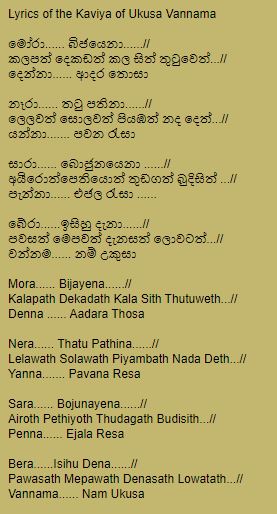 Lyrics of the Kaviya of Ukusa Vannama
මෝරා...... බිජයෙනා......//
කලපත් දෙකඩත් කල සිත් තුටුවෙත්...//
දෙන්නා...... ආදර තොසා
නැරා...... තටු පතිනා......//
ලෙලවත් සොලවත් පියඹත් නද දෙත්...//
යන්නා....... පවන රැසා
සාරා...... බොජුනයෙනා ......//
අයිරොත්පෙතියොත් තුඩගත් බුදිසිත් ...//
පැන්නා...... එජල රැසා ......
බේරා......ඉසිහු දැනා......//
පවසත් මෙපවත් දැනසත් ලොවටත්...//
වන්නම...... නම් උකුසා
Mora...... Bijayena......//
Kalapath Dekadath Kala Sith Thutuweth...//
Denna ...... Aadara Thosa
Nera...... Thatu Pathina......//
Lelawath Solawath Piyambath Nada Deth...//
Yanna....... Pavana Resa
Sara...... Bojunayena......//
Airoth Pethiyoth Thudagath Budisith...//
Penna...... Ejala Resa
Bera......Isihu Dena......//
Pawasath Mepawath Denasath Lowatath...//
Vannama...... Nam Ukusa